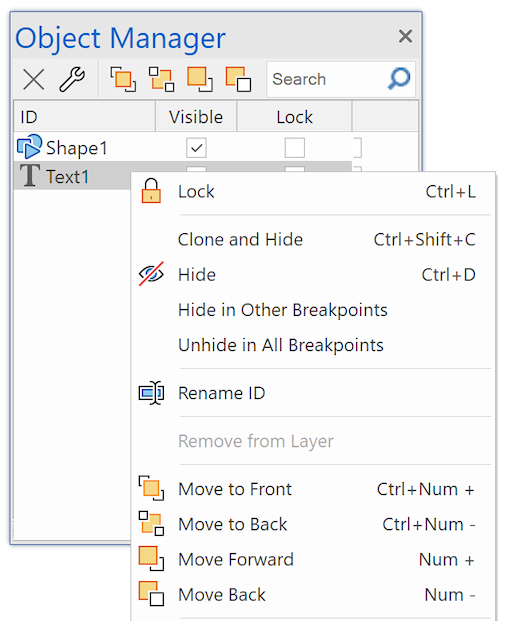 Object Manager
Search
ID Visible Lock
Shape1
Text1
Lock Ctrl+L
Clone and Hide Ctrl+Shift+C
Hide Ctrl+D
Hide in Other Breakpoints
Unhide in All Breakpoints
Rename ID
Remove from Layer
Move to Front Ctrl+Num +
Move to Back Ctrl+Num -
Move Forward Num +
Move Back Num -